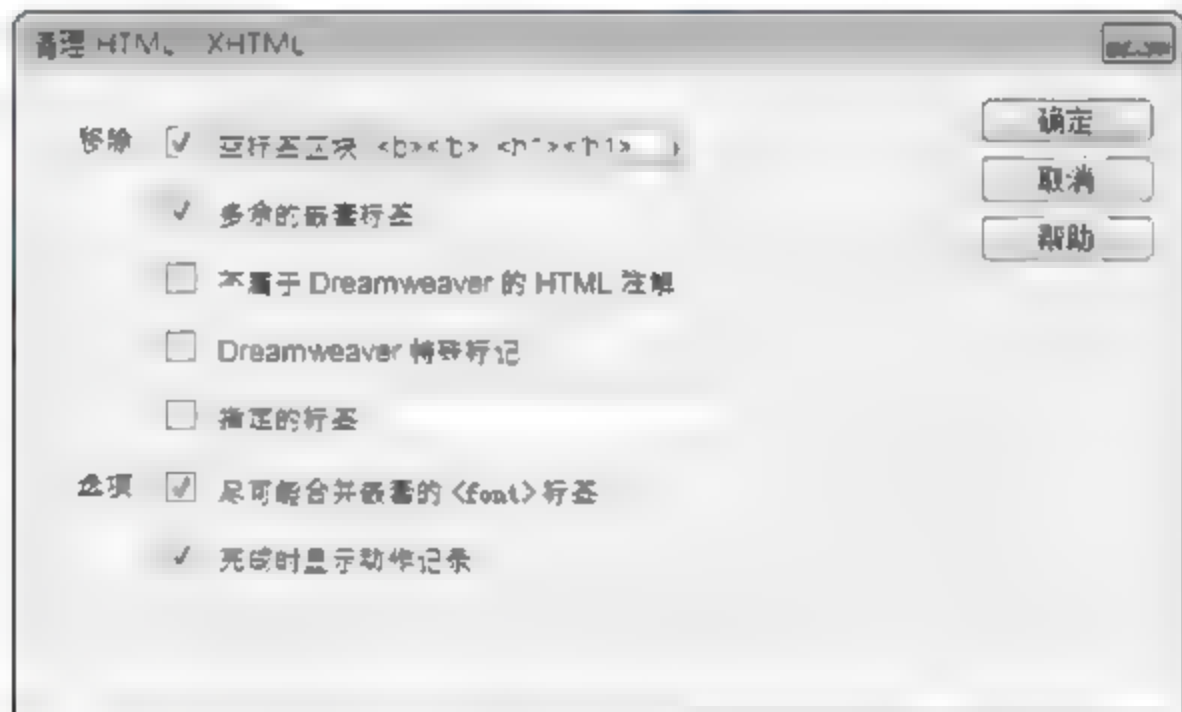 清理 HTML XHTML
移除 空标签区块 <b><b> <h1><h1>
多余的嵌套标签
不属于 Dreamweaver 的 HTML 注解
Dreamweaver 特殊标记
指定的标签
选项 尽可能合并嵌套的 <font> 标签
完成时显示动作记录
确定
取消
帮助